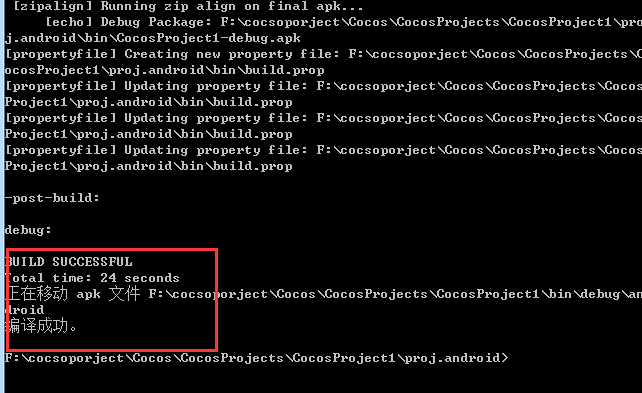 [zipalign] Running zip align on final apk...
[echo] Debug Package: F:\cocsoporject\Cocos\CocosProjects\CocosProject1\pro
j.android\bin\CocosProject1-debug.apk
[propertyfile] Creating new property file: F:\cocsoporject\Cocos\CocosProjects\C
ocosProject1\proj.android\bin\build.prop
[propertyfile] Updating property file: F:\cocsoporject\Cocos\CocosProjects\Cocos
Project1\proj.android\bin\build.prop
[propertyfile] Updating property file: F:\cocsoporject\Cocos\CocosProjects\Cocos
Project1\proj.android\bin\build.prop
[propertyfile] Updating property file: F:\cocsoporject\Cocos\CocosProjects\Cocos
Project1\proj.android\bin\build.prop
-post-build:
debug:
BUILD SUCCESSFUL
Total time: 24 seconds
正在移动 apk 文件 F:\cocsoporject\Cocos\CocosProjects\CocosProject1\bin\debug\an
droid
编译成功。
F:\cocsoporject\Cocos\CocosProjects\CocosProject1\proj.android>